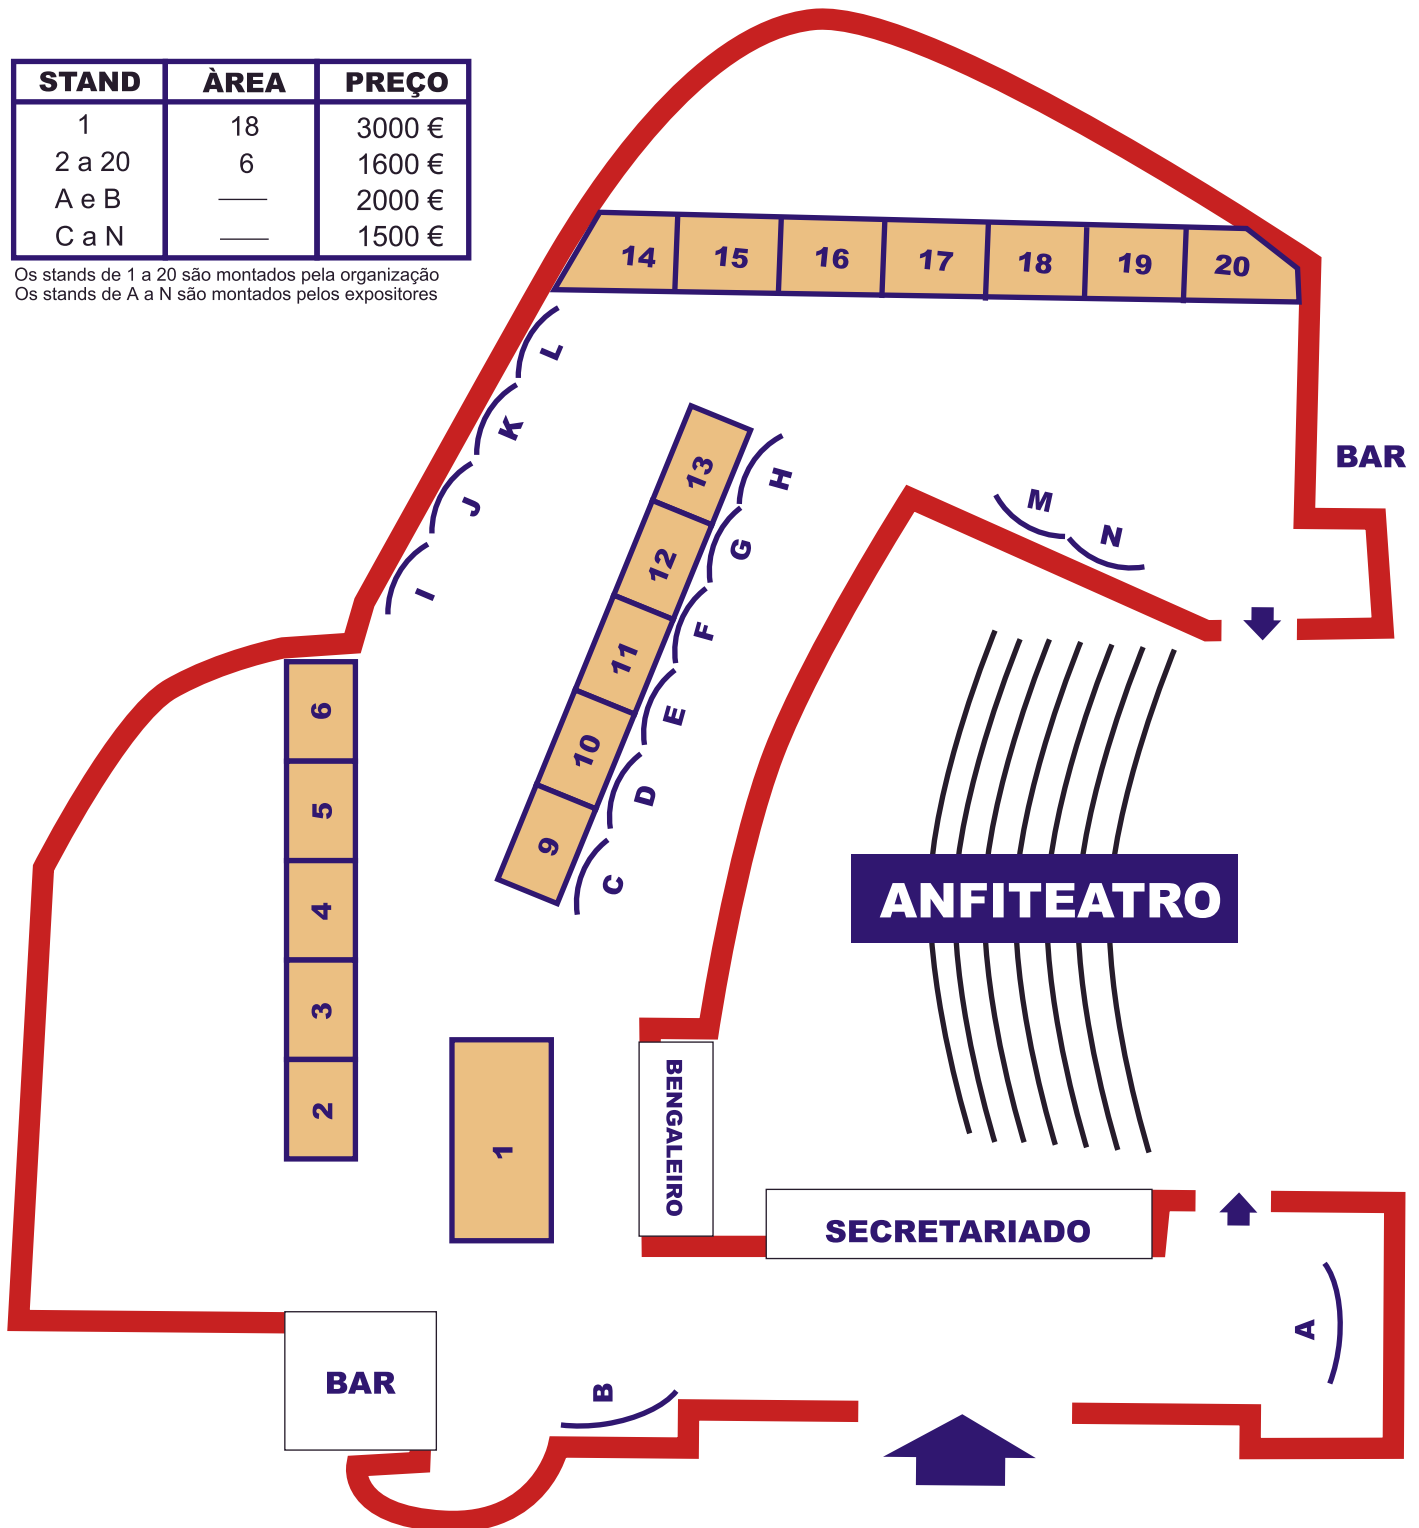 STAND ÀREA PREÇO
1 18 3000 €
2 a 20 6 1600 €
A e B 2000 €
C a N 1500 €
Os stands de 1 a 20 são montados pela organização
Os stands de A a N são montados pelos expositores
14 15 16 17 18 19 20
L
K
J
I
13
12
11
10
9
H
G
F
E
D
C
M
N
BAR
6
5
4
3
2
1
ANFITEATRO
BENGALEIRO
SECRETARIADO
A
BAR
B